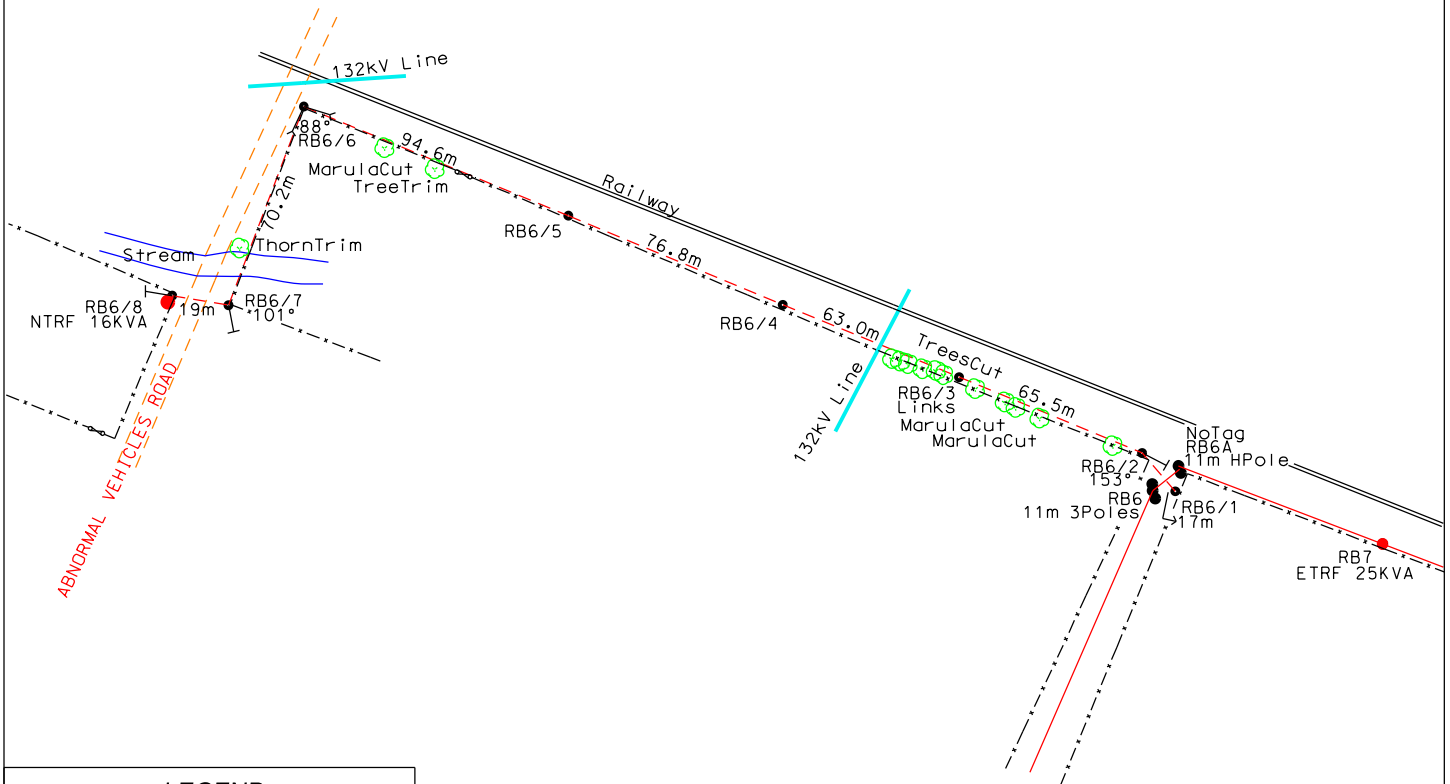 132kV Line
88°
RB6/6
94.6m
MarulaCut
TreeTrim
70.2m
Railway
RB6/5
76.8m
ThornTrim
Stream
RB6/7
101°
RB6/8
19m
NTRF 16KVA
RB6/4
63.0m
TreesCut
132kV Line
ABNORMAL VEHICLES ROAD
RB6/3
Links
65.5m
MarulaCut
MarulaCut
NoTag
RB6A
11m HPole
RB6/2
153°
RB6
11m 3Poles
RB6/1
17m
RB7
ETRF 25KVA